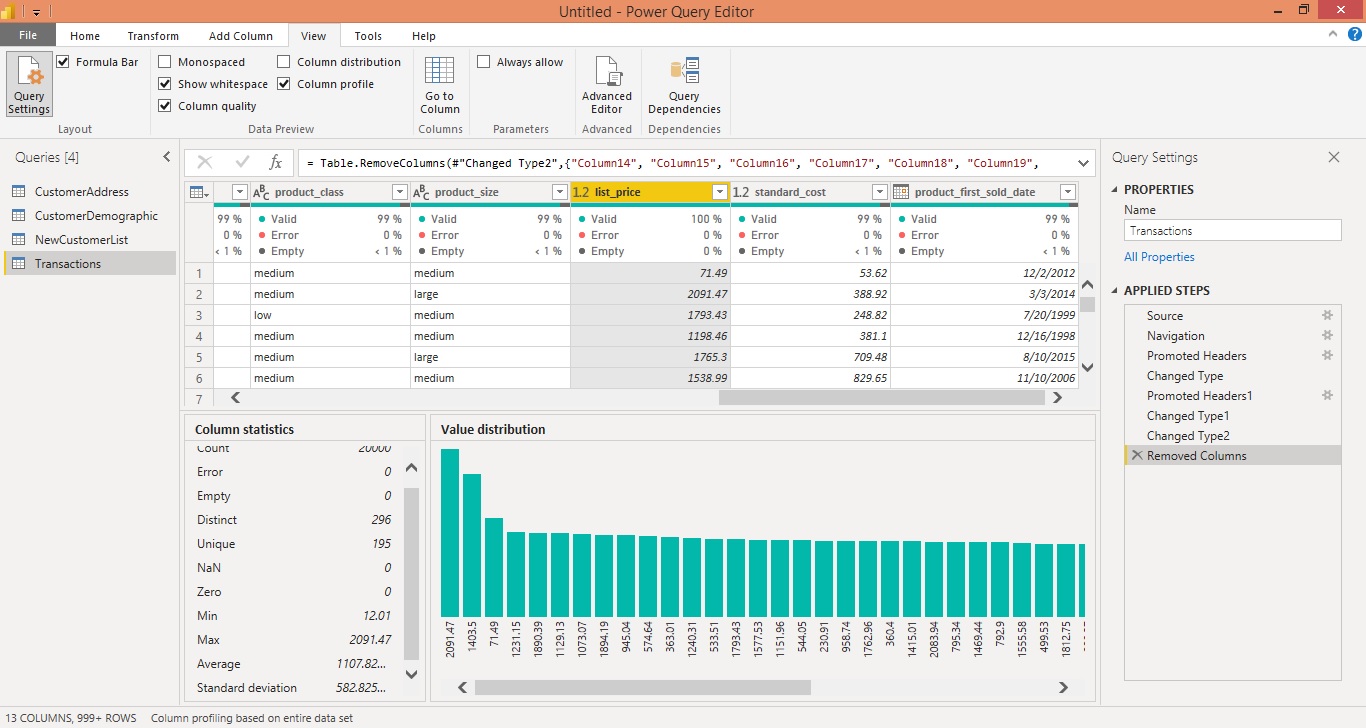 Untitled - Power Query Editor
File Home Transform Add Column View Tools Help
Query Settings
Formula Bar
Layout
Monospaced
Show whitespace
Column quality
Column distribution
Column profile
Data Preview
Go to Column
Columns
Always allow
Parameters
Advanced Editor
Advanced
Query Dependencies
Dependencies
Queries [4]
CustomerAddress
CustomerDemographic
NewCustomerList
Transactions
fx = Table.RemoveColumns(#"Changed Type2",{"Column14", "Column15", "Column16", "Column17", "Column18", "Column19",
ABC product_class ABC product_size 1.2 list_price 1.2 standard_cost product_first_sold_date
99 % Valid 99 % Valid 99 % Valid 100 % Valid 99 % Valid 99 %
0 % Error 0 % Error 0 % Error 0 % Error 0 % Error 0 %
< 1 % Empty < 1 % Empty < 1 % Empty 0 % Empty < 1 % Empty < 1 %
1 medium medium 71.49 53.62 12/2/2012
2 medium large 2091.47 388.92 3/3/2014
3 low medium 1793.43 248.82 7/20/1999
4 medium medium 1198.46 381.1 12/16/1998
5 medium large 1765.3 709.48 8/10/2015
6 medium medium 1538.99 829.65 11/10/2006
7
Column statistics
Count 20000
Error 0
Empty 0
Distinct 296
Unique 195
NaN 0
Zero 0
Min 12.01
Max 2091.47
Average 1107.82...
Standard deviation 582.825...
Value distribution
2091.47 1403.5 71.49 1231.15 1890.39 1129.13 1073.07 1894.19 945.04 574.64 363.01 1240.31 533.51 1793.43 1577.53 1151.96 544.05 230.91 958.74 1762.96 360.4 1415.01 2083.94 795.34 1469.44 792.9 1555.58 499.53 1812.75
Query Settings
PROPERTIES
Name
Transactions
All Properties
APPLIED STEPS
Source
Navigation
Promoted Headers
Changed Type
Promoted Headers1
Changed Type1
Changed Type2
Removed Columns
13 COLUMNS, 999+ ROWS Column profiling based on entire data set